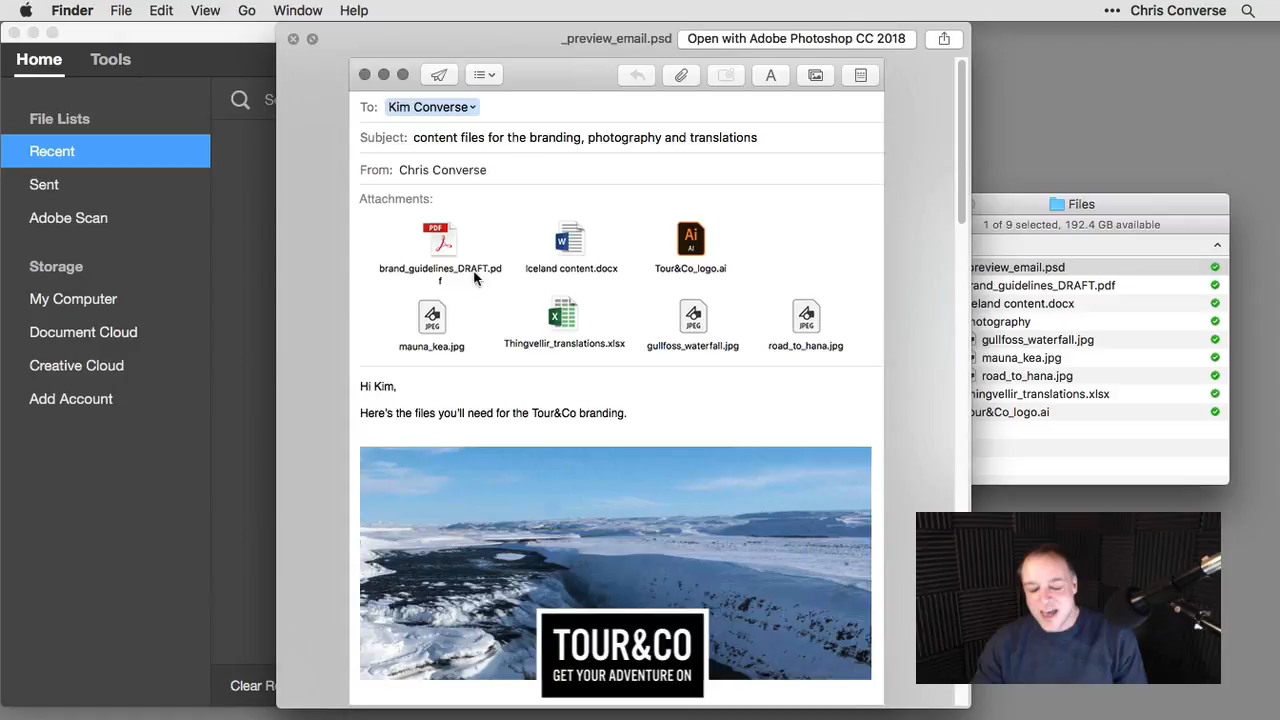 Finder File Edit View Go Window Help ••• Chris Converse
Home Tools
File Lists
Recent
Sent
Adobe Scan
Storage
My Computer
Document Cloud
Creative Cloud
Add Account
Clear
_preview_email.psd Open with Adobe Photoshop CC 2018
A
To: Kim Converse
Subject: content files for the branding, photography and translations
From: Chris Converse
Attachments:
PDF W Ai AI
brand_guidelines_DRAFT.pd
f
Iceland content.docx Tour&Co_logo.ai
JPEG X JPEG JPEG
mauna_kea.jpg Thingvellir_translations.xlsx gullfoss_waterfall.jpg road_to_hana.jpg
Hi Kim,
Here's the files you'll need for the Tour&Co branding.
TOUR&CO
GET YOUR ADVENTURE ON
Files
1 of 9 selected, 192.4 GB available
preview_email.psd
rand_guidelines_DRAFT.pdf
eland content.docx
hotography
gullfoss_waterfall.jpg
mauna_kea.jpg
road_to_hana.jpg
hingvellir_translations.xlsx
our&Co_logo.ai